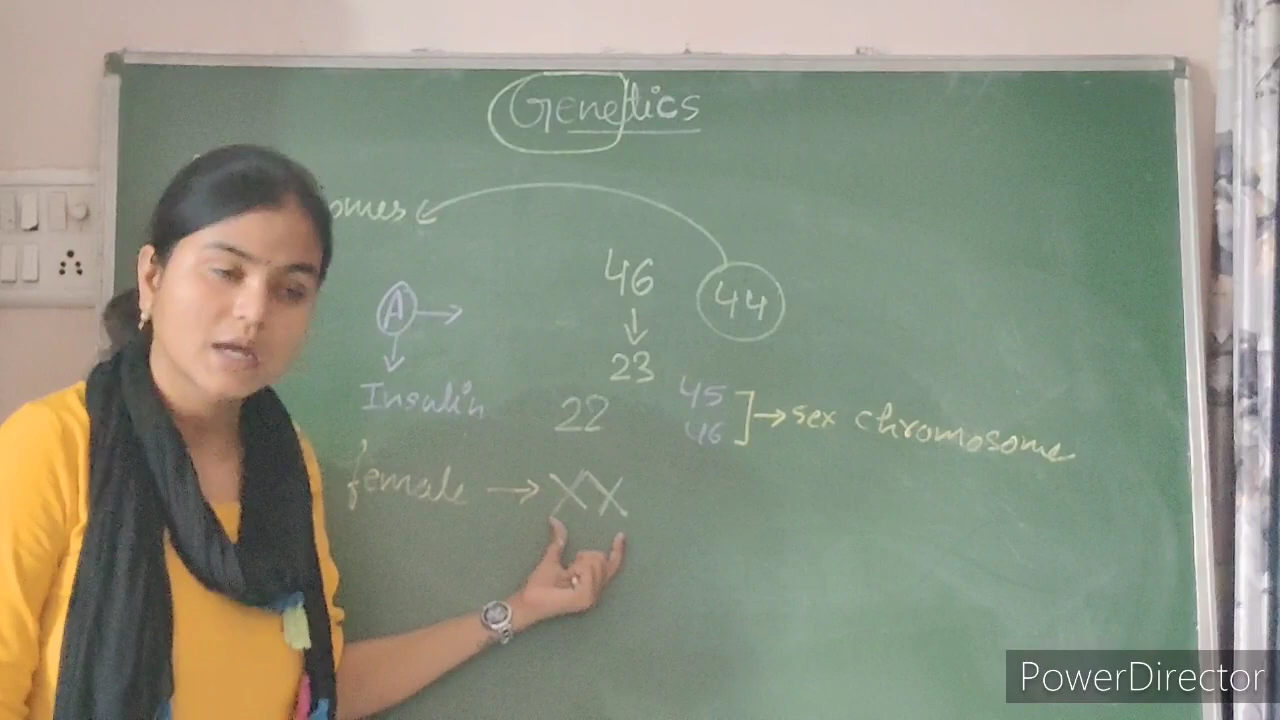 Genetics
omes
46
44
A
23
Insulin
22
45
46
sex chromosome
female → XX
PowerDirector